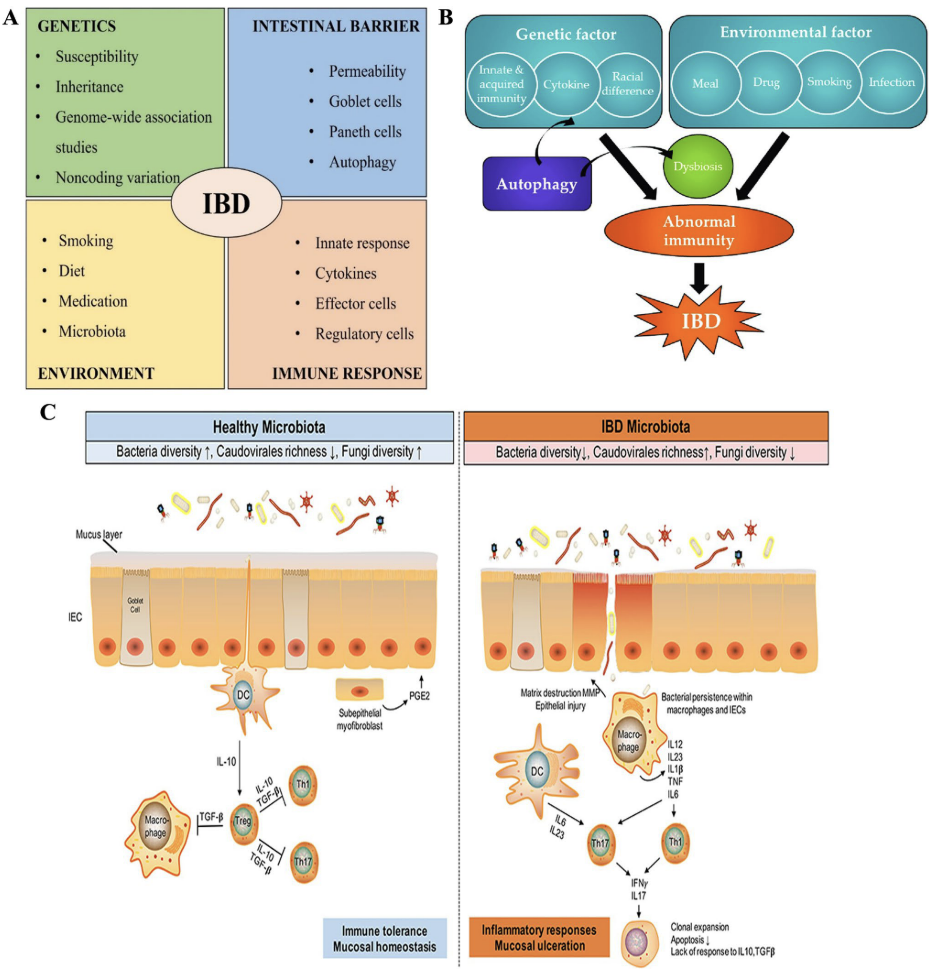 A
GENETICS
• Susceptibility
• Inheritance
• Genome-wide association
studies
• Noncoding variation
INTESTINAL BARRIER
• Permeability
• Goblet cells
• Paneth cells
• Autophagy
IBD
• Smoking
• Diet
• Medication
• Microbiota
ENVIRONMENT
• Innate response
• Cytokines
• Effector cells
• Regulatory cells
IMMUNE RESPONSE
B
Genetic factor
Innate &
acquired
immunity
Cytokine
Racial
difference
Environmental factor
Meal
Drug
Smoking
Infection
Autophagy
Dysbiosis
Abnormal
immunity
IBD
C
Healthy Microbiota
Bacteria diversity ↑, Caudovirales richness ↓, Fungi diversity ↑
Mucus layer
IEC
Goblet
Cell
DC
Subepithelial
myofibroblast
PGE2
IL-10
IL-10
TGF-β
Th1
Macro-
phage
TGF-β
Treg
IL-10
TGF-β
Th17
Immune tolerance
Mucosal homeostasis
IBD Microbiota
Bacteria diversity↓, Caudovirales richness↑, Fungi diversity ↓
Matrix destruction MMP
Epithelial injury
Bacterial persistence within
macrophages and IECs
Macro-
phage
IL12
IL23
IL1β
TNF
IL6
DC
IL6
IL23
Th17
Th1
IFNγ
IL17
Clonal expansion
Apoptosis ↓
Lack of response to IL10,TGFβ
Inflammatory responses
Mucosal ulceration